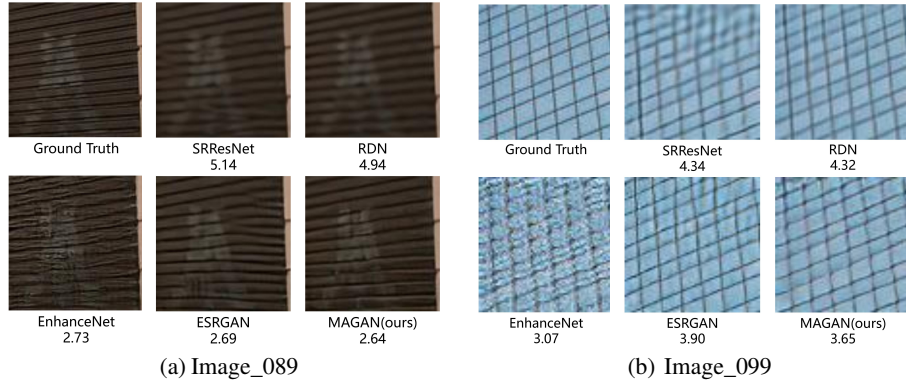 Ground Truth
SRResNet
5.14
RDN
4.94
EnhanceNet
2.73
ESRGAN
2.69
MAGAN(ours)
2.64
(a) Image_089
Ground Truth
SRResNet
4.34
RDN
4.32
EnhanceNet
3.07
ESRGAN
3.90
MAGAN(ours)
3.65
(b) Image_099